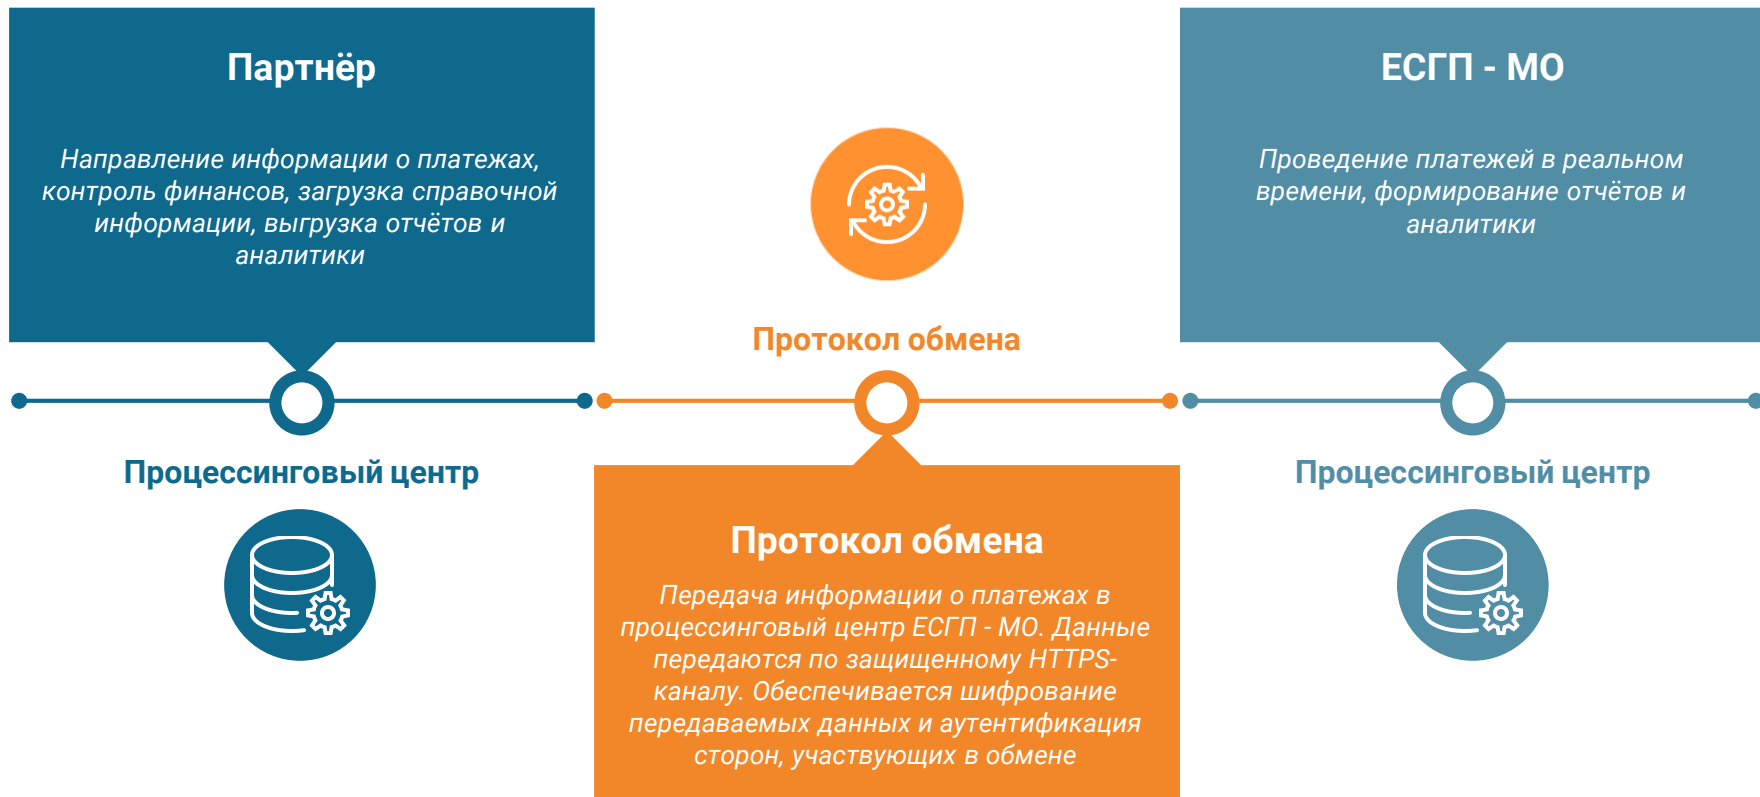 Партнёр
Направление информации о платежах,
контроль финансов, загрузка справочной
информации, выгрузка отчётов и
аналитики
Процессинговый центр
Протокол обмена
Протокол обмена
Передача информации о платежах в
процессинговый центр ЕСГП - МО. Данные
передаются по защищенному HTTPS-
каналу. Обеспечивается шифрование
передаваемых данных и аутентификация
сторон, участвующих в обмене
ЕСГП - МО
Проведение платежей в реальном
времени, формирование отчётов и
аналитики
Процессинговый центр